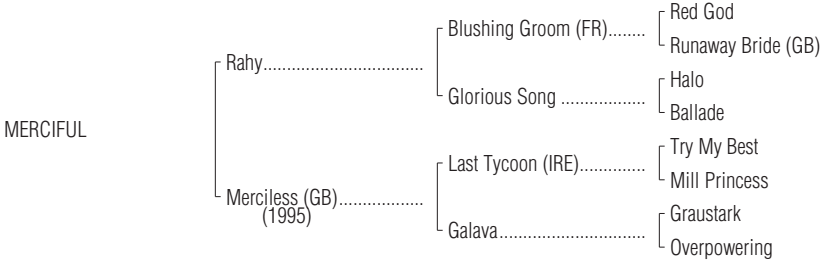 Red God
Blushing Groom (FR)........
Runaway Bride (GB)
Rahy.................................
Halo
Glorious Song ..................
Ballade
MERCIFUL
Try My Best
Last Tycoon (IRE)..............
Mill Princess
Merciless (GB)..................
(1995)
Graustark
Galava..............................
Overpowering